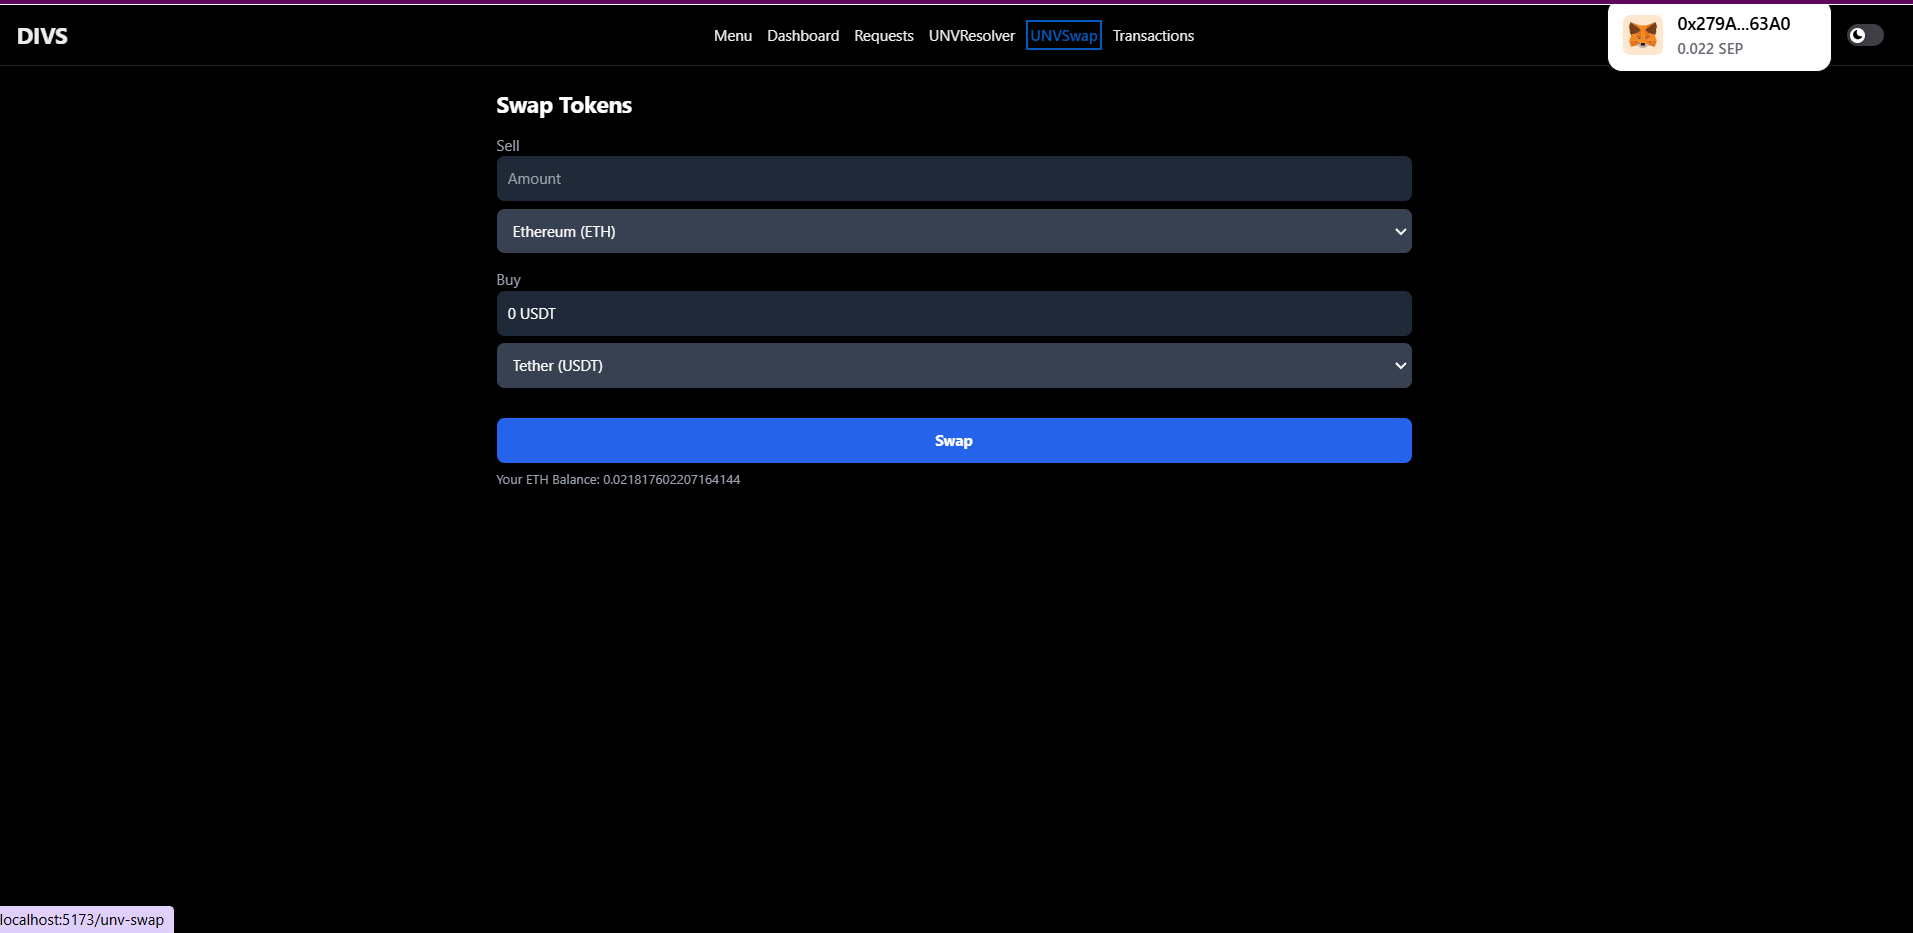 DIVS
Menu Dashboard Requests UNVResolver UNVSwap Transactions
0x279A...63A0
0.022 SEP
Swap Tokens
Sell
Amount
Ethereum (ETH)
Buy
0 USDT
Tether (USDT)
Swap
Your ETH Balance: 0.021817602207164144
localhost:5173/unv-swap